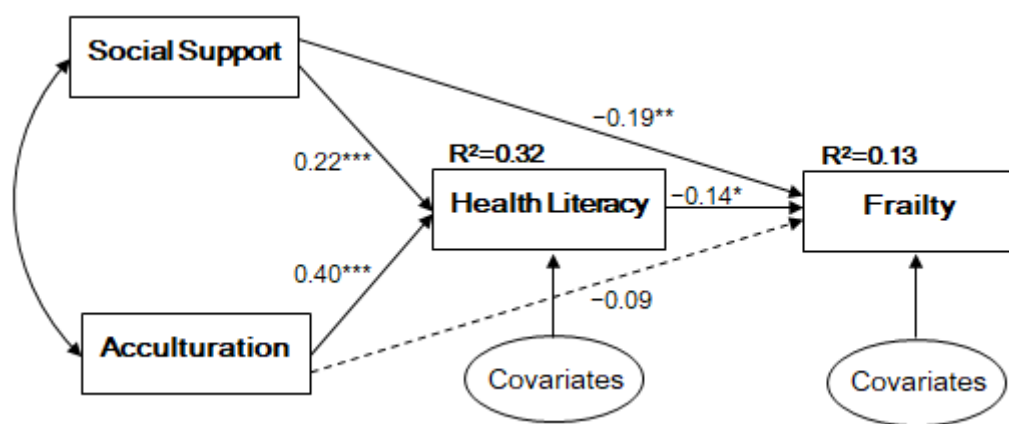 Social Support
−0.19**
0.22***
R²=0.32
R²=0.13
Health Literacy
−0.14*
Frailty
0.40***
−0.09
Acculturation
Covariates
Covariates